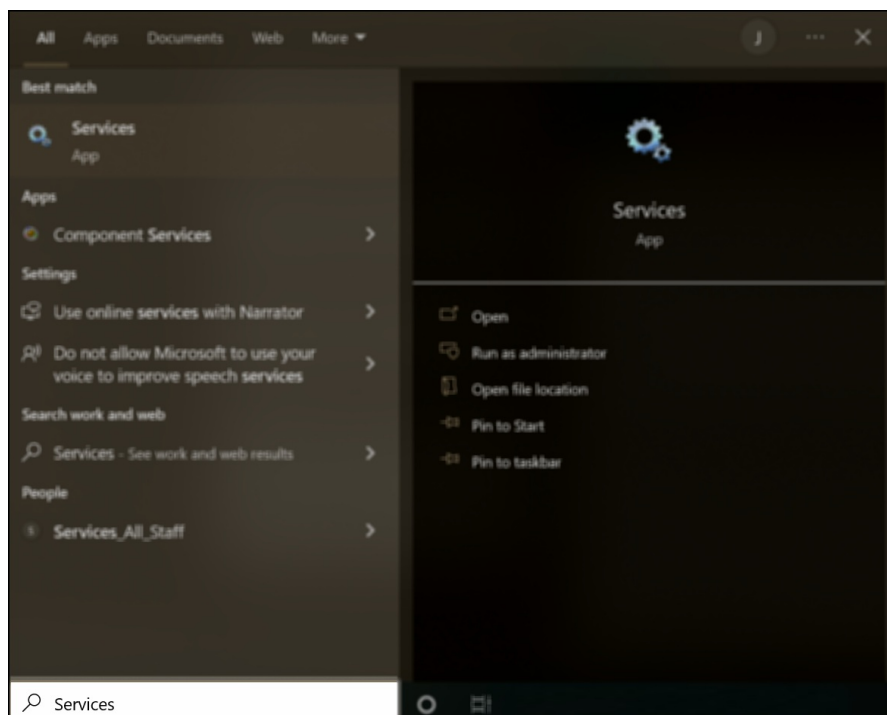 All Apps Documents Web More J
Best match
Services
App
Apps
Component Services
Settings
Use online services with Narrator
Do not allow Microsoft to use your
voice to improve speech services
Search work and web
Services - See work and web results
People
S Services_All_Staff
Services
Services
App
Open
Run as administrator
Open file location
Pin to Start
Pin to taskbar